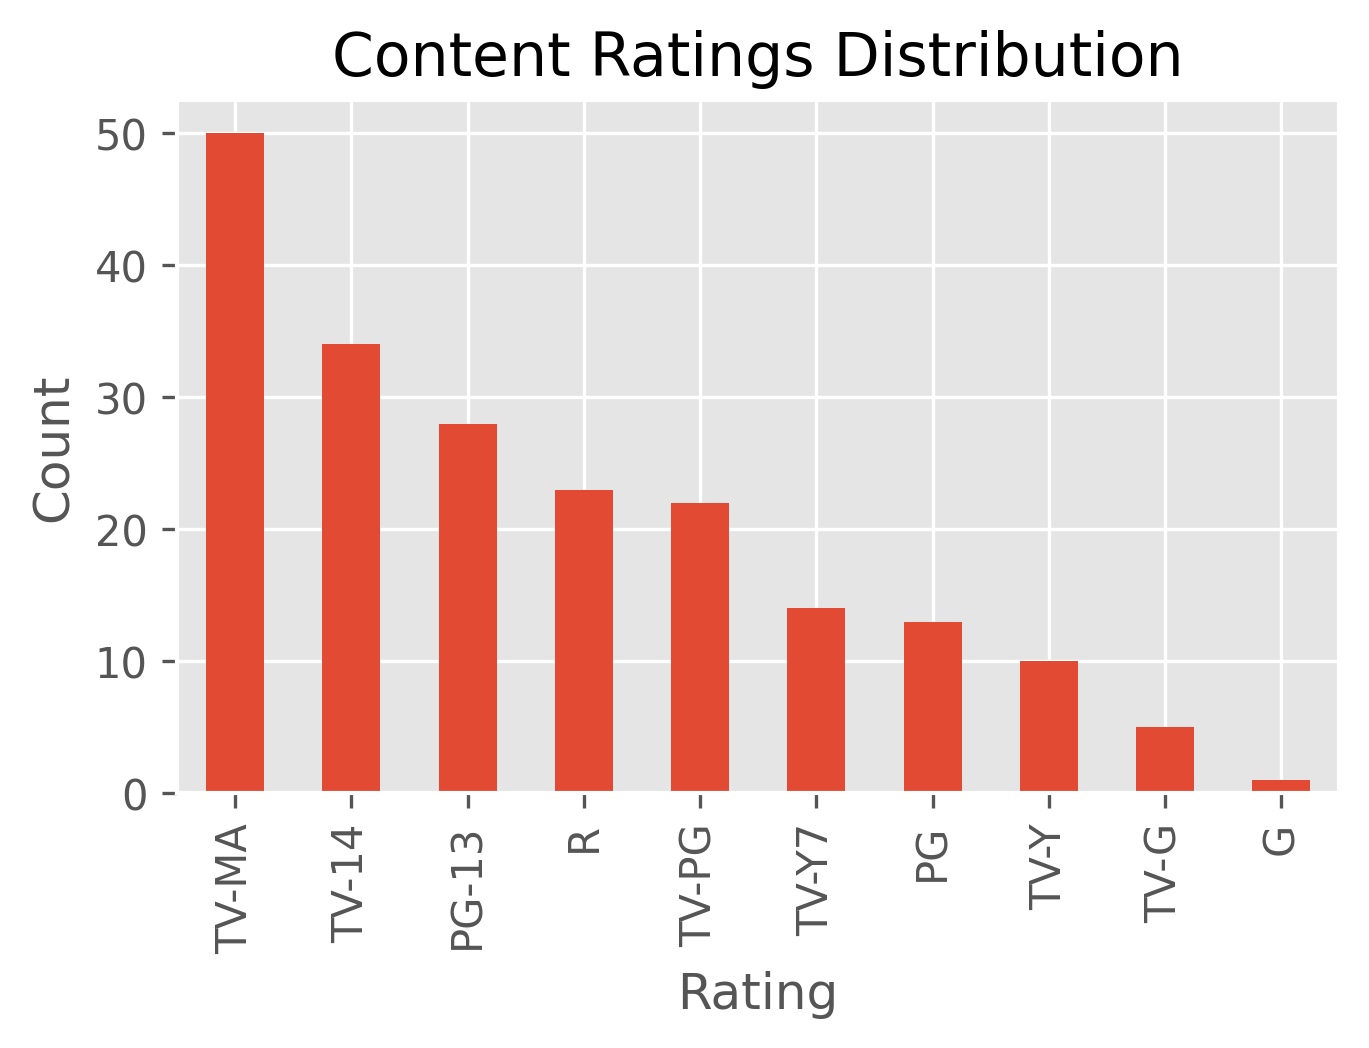 Content Ratings Distribution
50
40
30
20
10
0
Count
TV-MA
TV-14
PG-13
R
TV-PG
TV-Y7
PG
TV-Y
TV-G
G
Rating